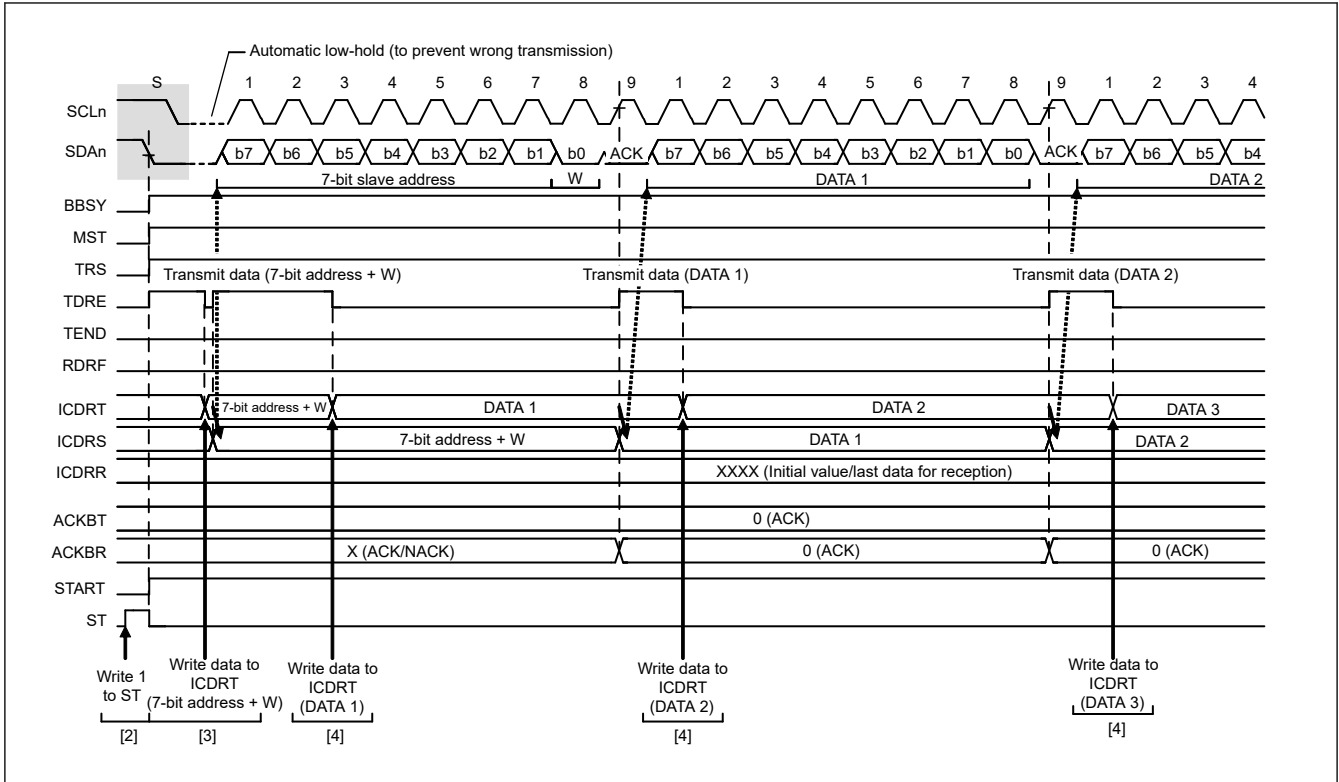 Automatic low-hold (to prevent wrong transmission)
S 1 2 3 4 5 6 7 8 9 1 2 3 4 5 6 7 8 9 1 2 3 4
SCLn
SDAn b7 b6 b5 b4 b3 b2 b1 b0 ACK b7 b6 b5 b4 b3 b2 b1 b0 ACK b7 b6 b5 b4
7-bit slave address W DATA 1 DATA 2
BBSY
MST
TRS
Transmit data (7-bit address + W) Transmit data (DATA 1) Transmit data (DATA 2)
TDRE
TEND
RDRF
ICDRT 7-bit address + W DATA 1 DATA 2 DATA 3
ICDRS 7-bit address + W DATA 1 DATA 2
ICDRR XXXX (Initial value/last data for reception)
ACKBT 0 (ACK)
ACKBR X (ACK/NACK) 0 (ACK) 0 (ACK)
START
ST
Write 1
to ST
[2]
Write data to
ICDRT
(7-bit address + W)
[3]
Write data to
ICDRT
(DATA 1)
[4]
Write data to
ICDRT
(DATA 2)
[4]
Write data to
ICDRT
(DATA 3)
[4]